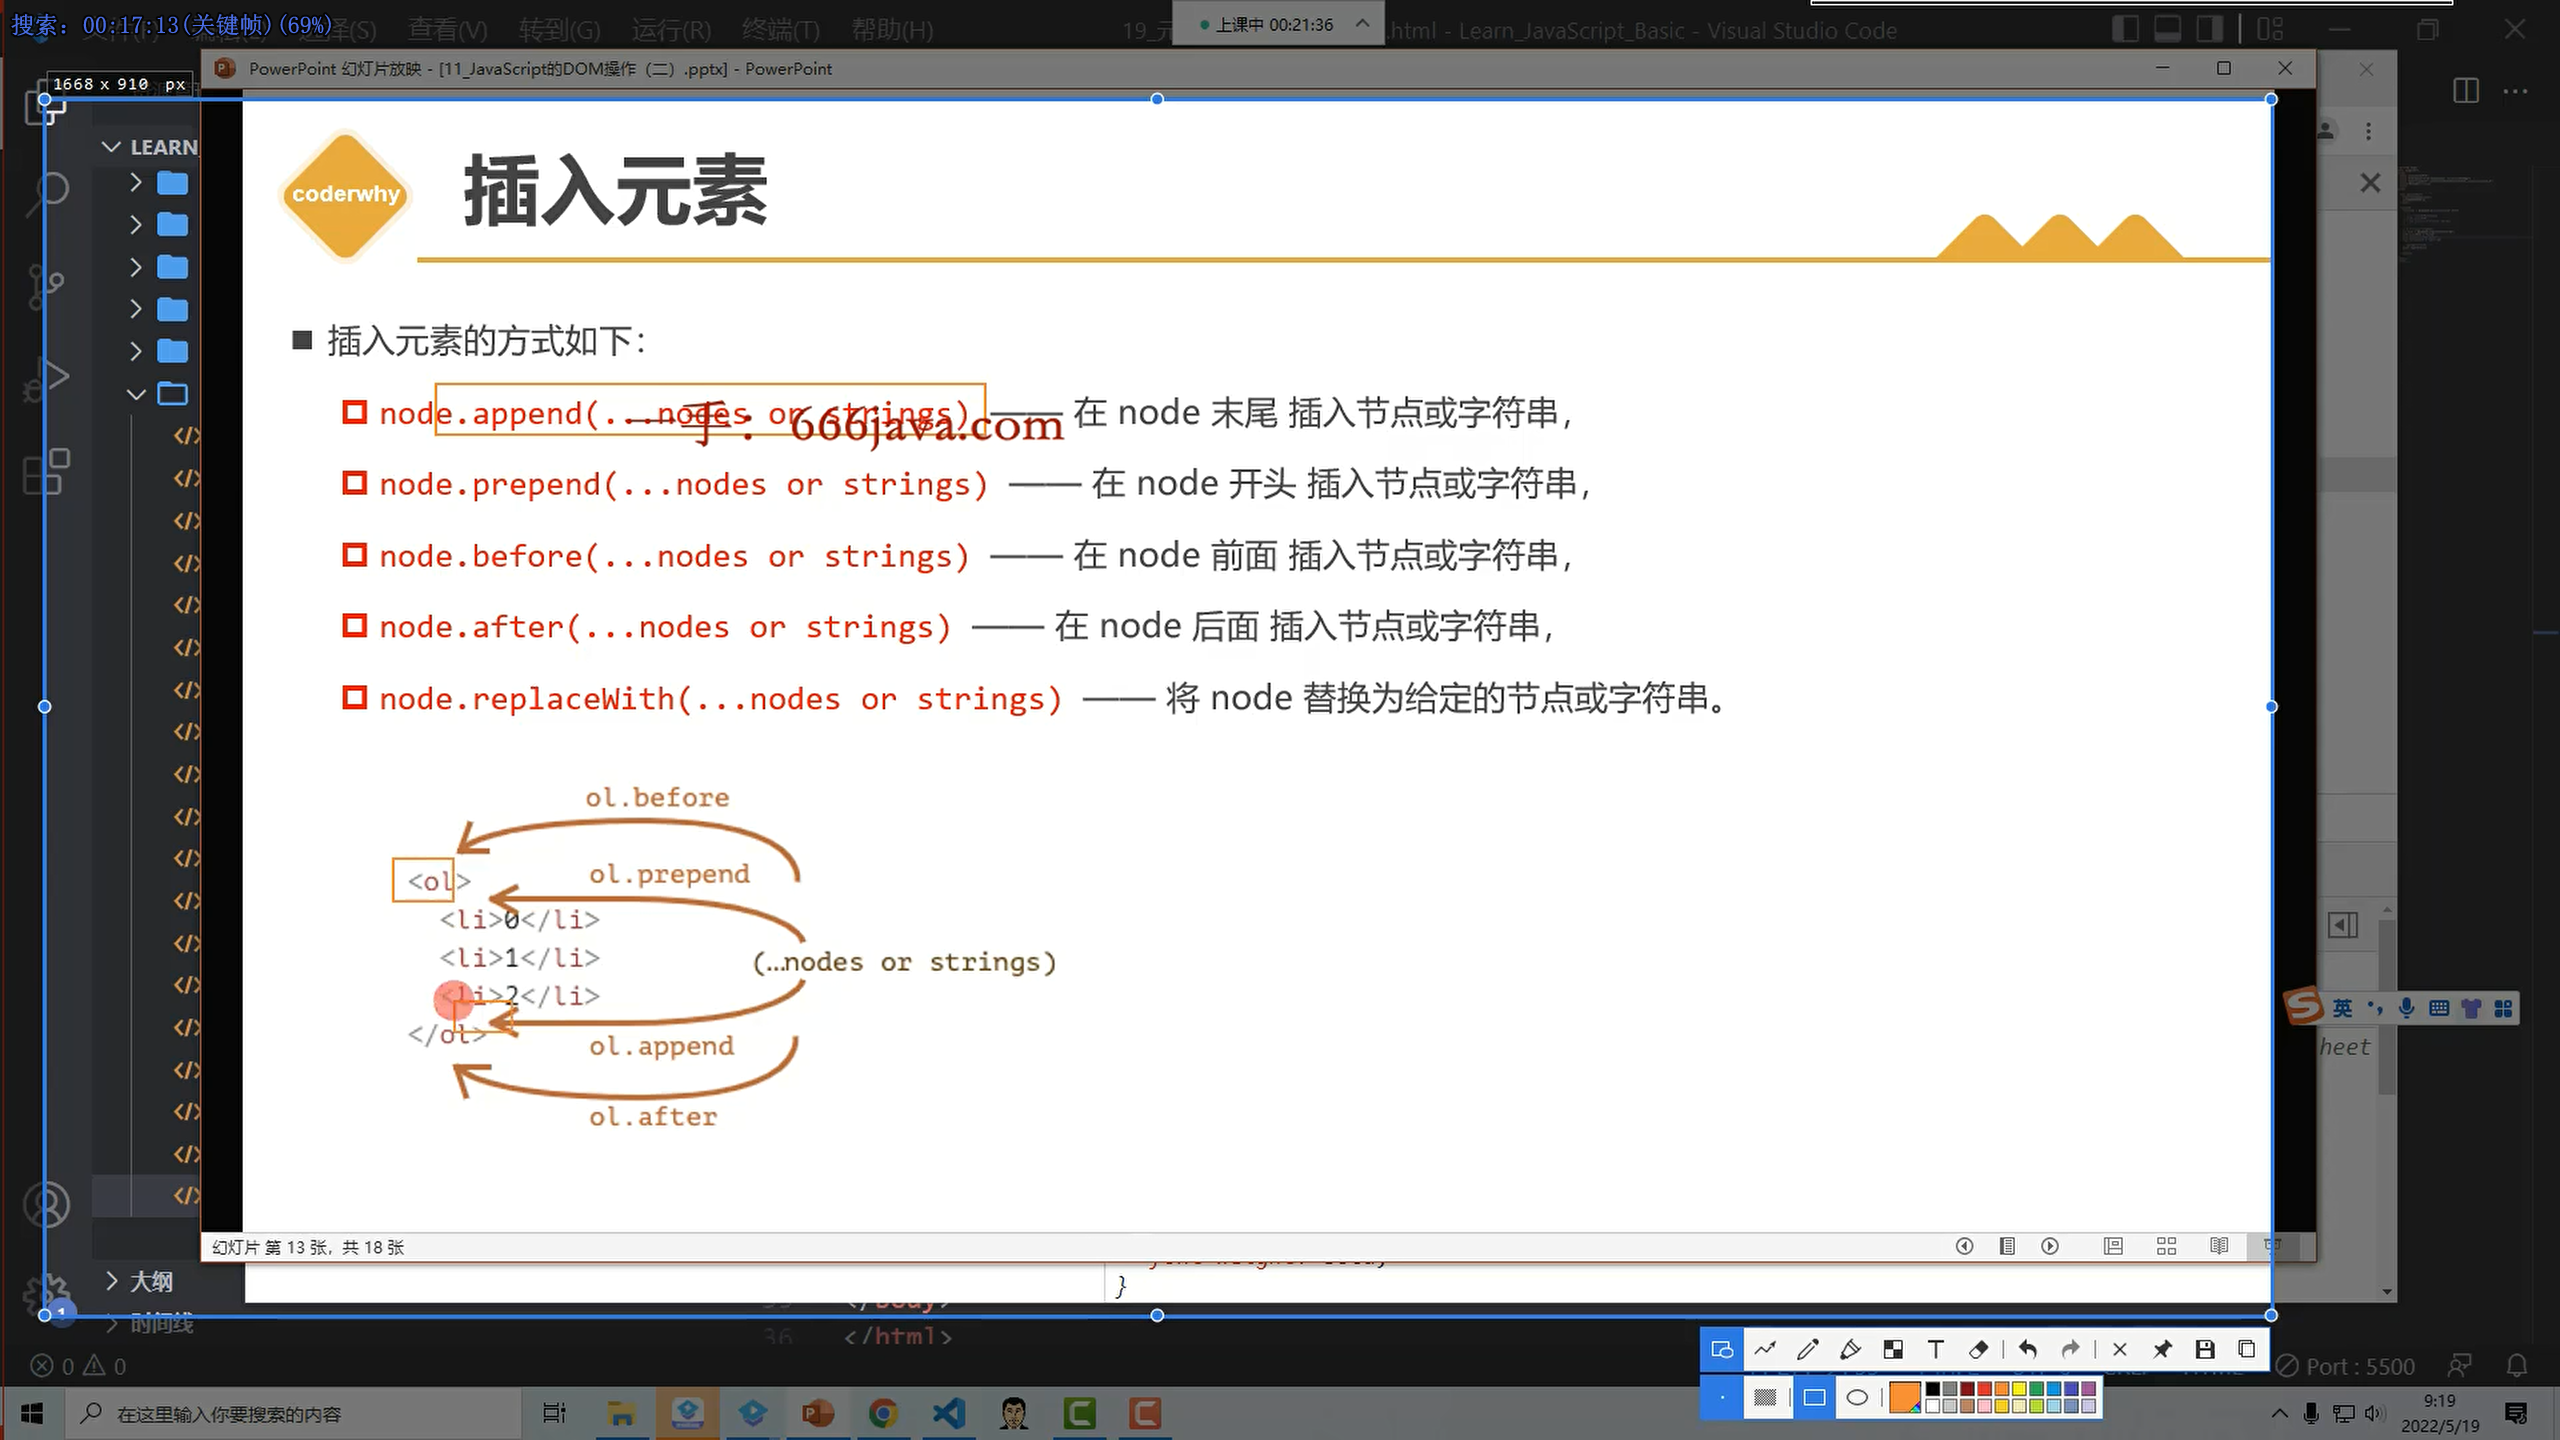 搜索：00:17:13(关键帧)(69%)
查看(V) 转到(G) 运行(R) 终端(T) 帮助(H)
上课中 00:21:36
.html - Learn_JavaScript_Basic - Visual Studio Code
PowerPoint 幻灯片放映 - [11_JavaScript的DOM操作（二）.pptx] - PowerPoint
1668 x 910 px
LEARN
coderwhy
插入元素
插入元素的方式如下：
node.append(...nodes or strings) —— 在 node 末尾 插入节点或字符串，
一手：666java.com
node.prepend(...nodes or strings) —— 在 node 开头 插入节点或字符串，
node.before(...nodes or strings) —— 在 node 前面 插入节点或字符串，
node.after(...nodes or strings) —— 在 node 后面 插入节点或字符串，
node.replaceWith(...nodes or strings) —— 将 node 替换为给定的节点或字符串。
ol.before
<ol>
ol.prepend
<li>0</li>
<li>1</li>
(…nodes or strings)
<li>2</li>
</ol>
ol.append
ol.after
英
heet
幻灯片 第 13 张，共 18 张
大纲
}
1
时间线
36 </html>
0 0
Port : 5500
在这里输入你要搜索的内容
9:19
2022/5/19